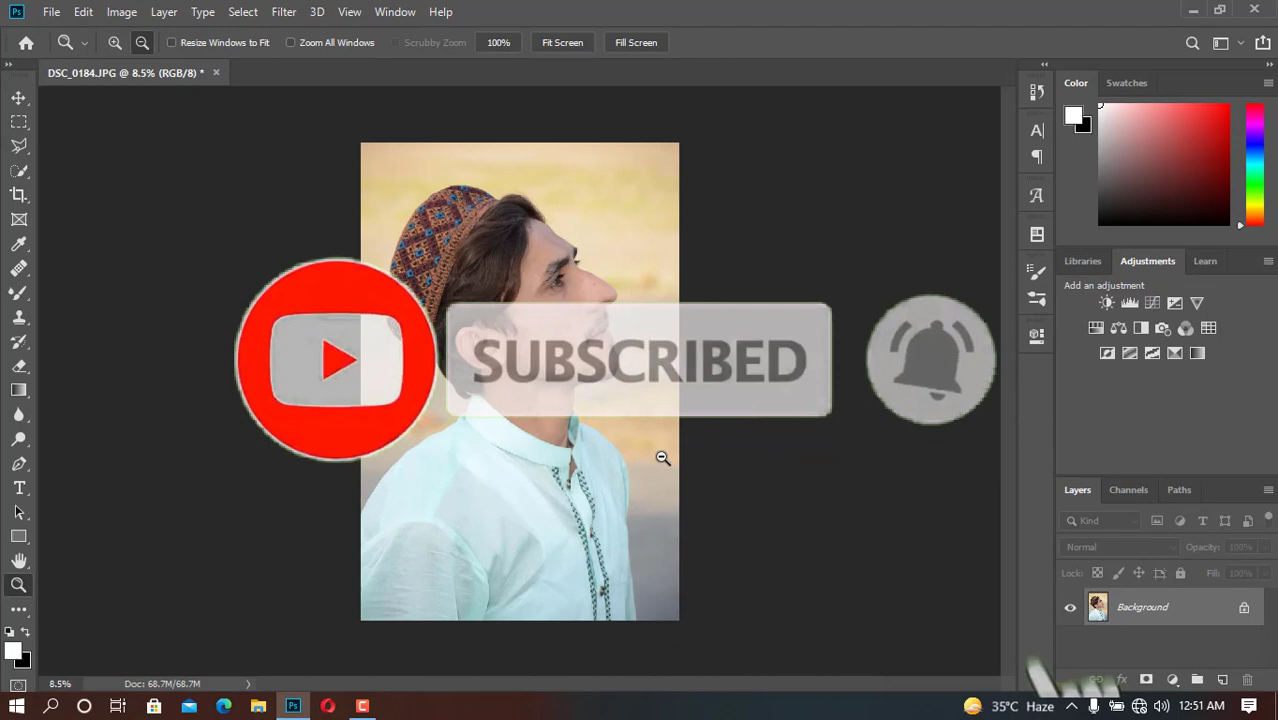 Ps File Edit Image Layer Type Select Filter 3D View Window Help
Resize Windows to Fit Zoom All Windows Scrubby Zoom 100% Fit Screen Fill Screen
DSC_0184.JPG @ 8.5% (RGB/8) * ×
Color Swatches
Libraries Adjustments Learn
Add an adjustment
SUBSCRIBED
Layers Channels Paths
Kind
Normal Opacity: 100%
Lock: Fill: 100%
Background
8.5% Doc: 68.7M/68.7M
35°C Haze 12:51 AM